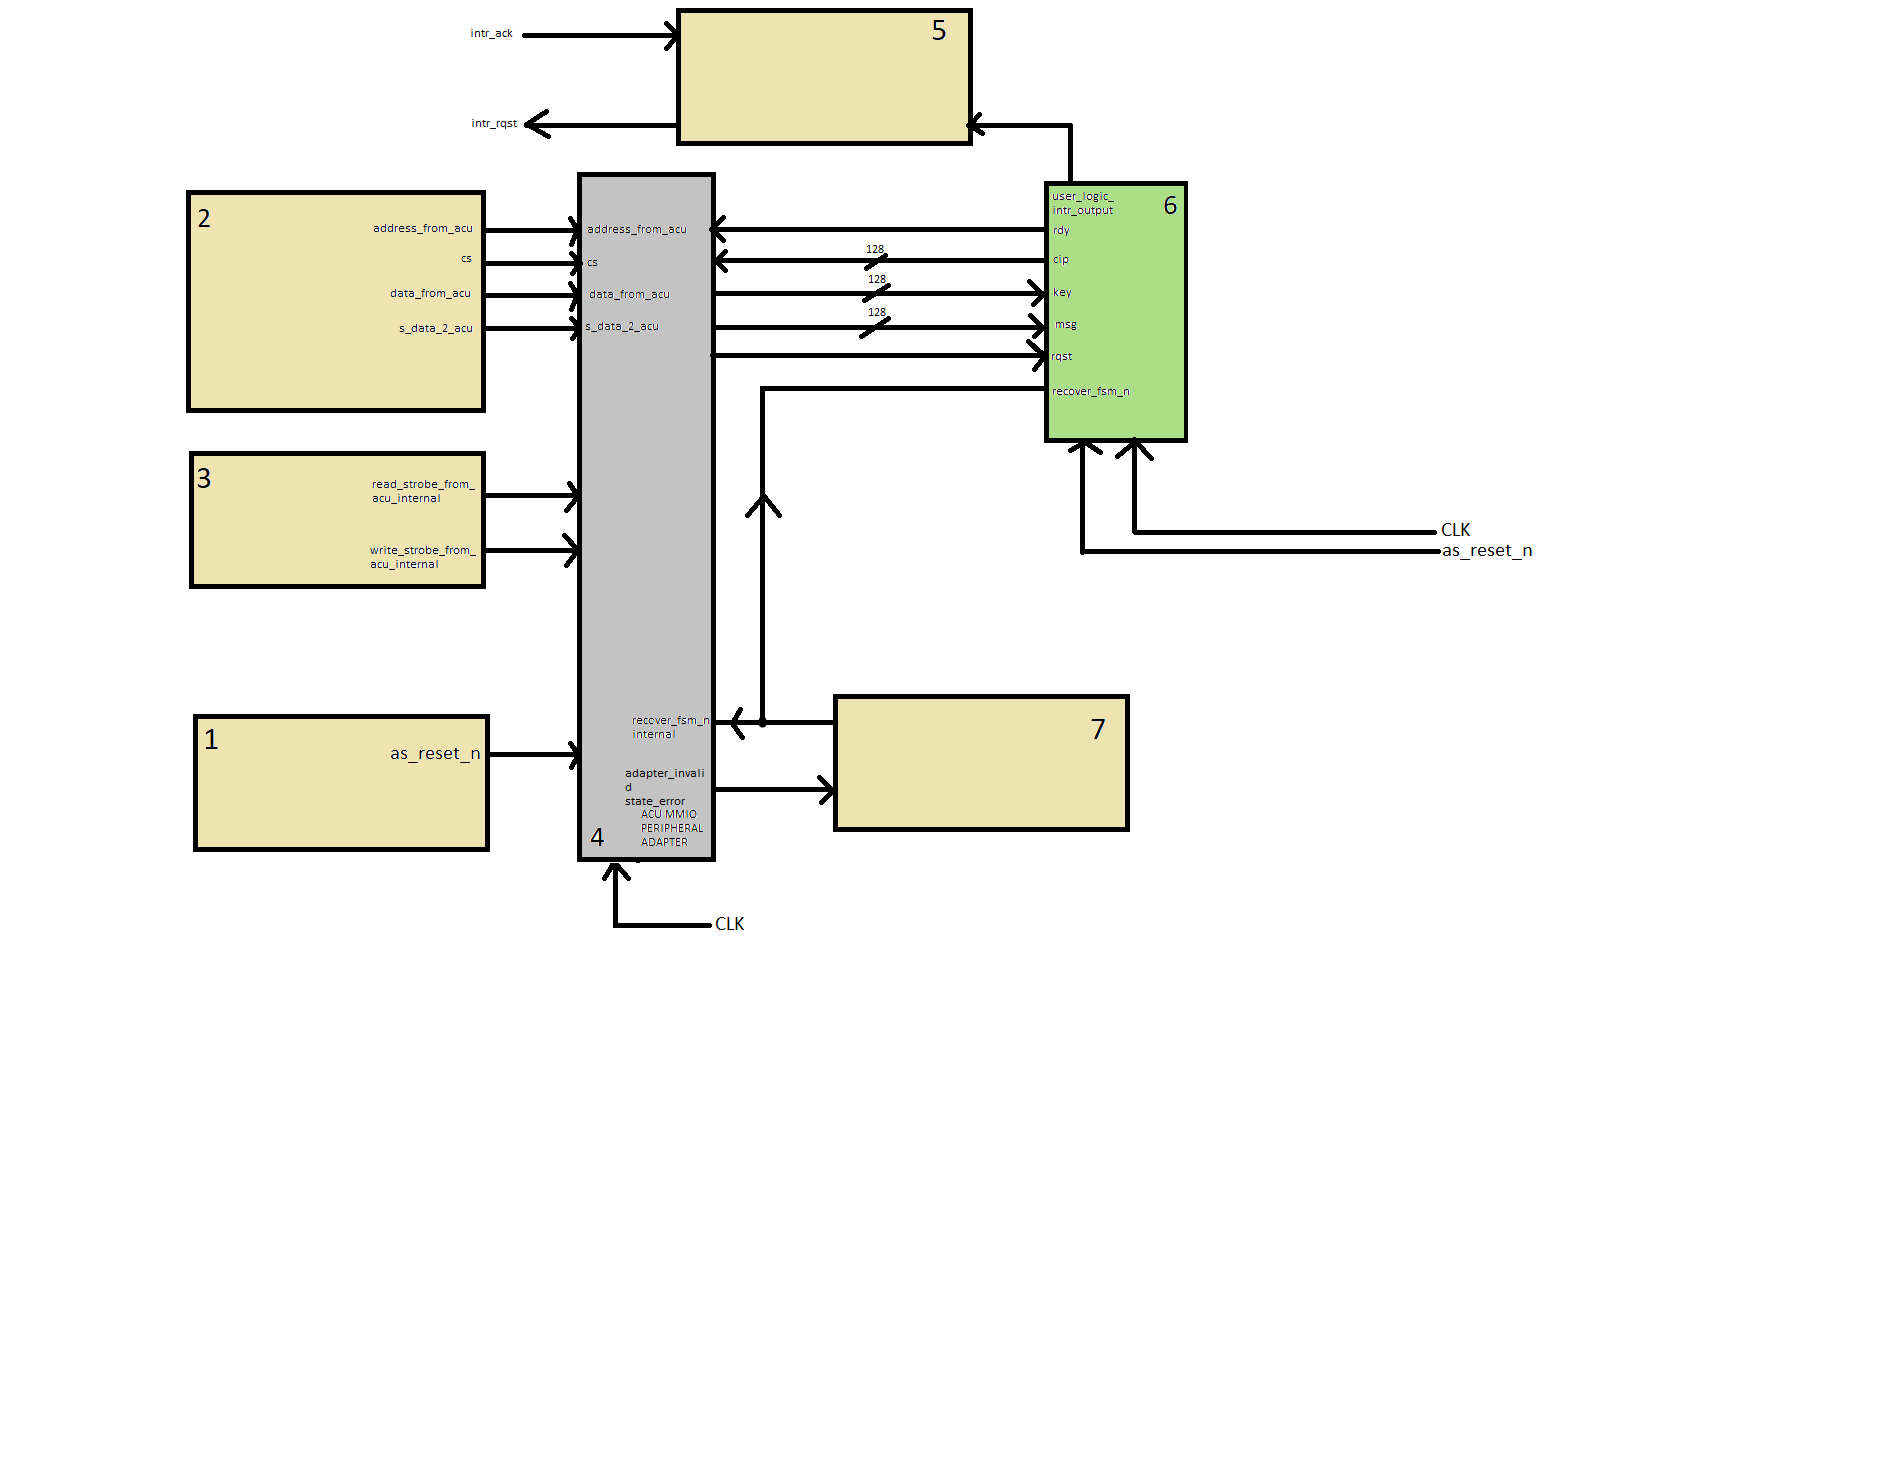 intr_ack
5
intr_rqst
2
address_from_acu
cs
data_from_acu
s_data_2_acu
address_from_acu
cs
data_from_acu
s_data_2_acu
128
128
128
user_logic_
intr_output
6
rdy
cip
key
msg
rqst
recover_fsm_n
3
read_strobe_from_
acu_internal
write_strobe_from_
acu_internal
CLK
as_reset_n
1
as_reset_n
recover_fsm_n
internal
adapter_invali
d
state_error
ACU MMIO
PERIPHERAL
ADAPTER
4
7
CLK